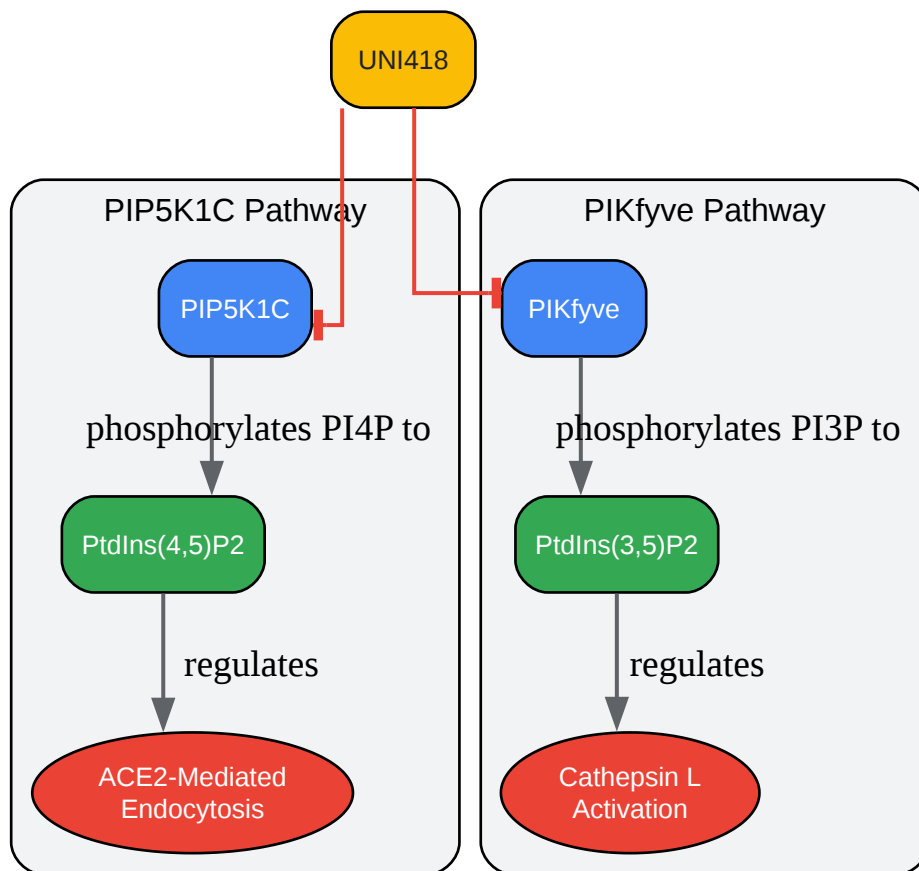 UNI418
PIP5K1C Pathway
PIP5K1C
phosphorylates PI4P to
PtdIns(4,5)P2
regulates
ACE2-Mediated
Endocytosis
PIKfyve Pathway
PIKfyve
phosphorylates PI3P to
PtdIns(3,5)P2
regulates
Cathepsin L
Activation